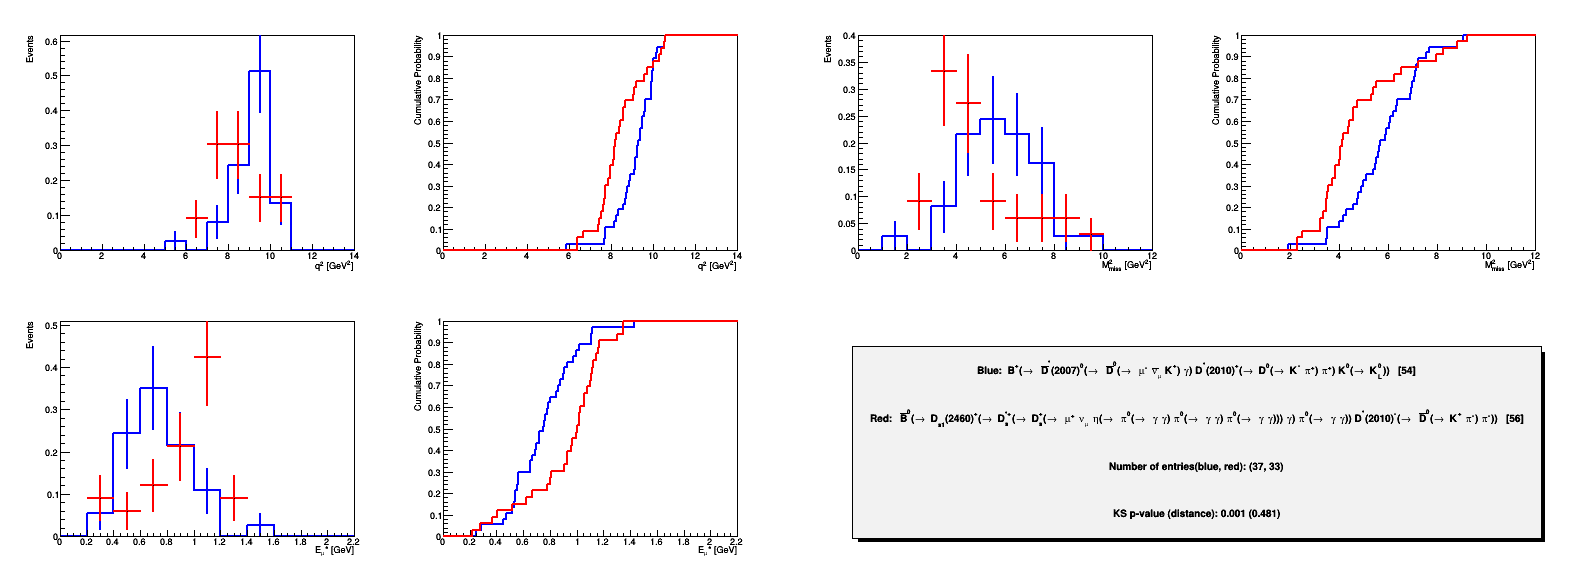 Events
0.6
0.5
0.4
0.3
0.2
0.1
0
0 2 4 6 8 10 12 14
q² [GeV²]
Cumulative Probability
1
0.9
0.8
0.7
0.6
0.5
0.4
0.3
0.2
0.1
0
0 2 4 6 8 10 12 14
q² [GeV²]
Events
0.4
0.35
0.3
0.25
0.2
0.15
0.1
0.05
0
0 2 4 6 8 10 12
M²miss [GeV²]
Cumulative Probability
1
0.9
0.8
0.7
0.6
0.5
0.4
0.3
0.2
0.1
0
0 2 4 6 8 10 12
M²miss [GeV²]
Events
0.5
0.4
0.3
0.2
0.1
0
0 0.2 0.4 0.6 0.8 1 1.2 1.4 1.6 1.8 2 2.2
Eμ* [GeV]
Cumulative Probability
1
0.9
0.8
0.7
0.6
0.5
0.4
0.3
0.2
0.1
0
0 0.2 0.4 0.6 0.8 1 1.2 1.4 1.6 1.8 2 2.2
Eμ* [GeV]
Blue: B⁺(→ D̅*(2007)⁰(→ D̅⁰(→ μ⁻ ν̅μ K⁺) γ) D*(2010)⁺(→ D⁰(→ K⁻ π⁺) π⁺) K⁰(→ K⁰L)) [54]
Red: B̅⁰(→ Ds1(2460)⁺(→ Ds*⁺(→ Ds⁺(→ μ⁺ νμ η(→ π⁰(→ γ γ) π⁰(→ γ γ) π⁰(→ γ γ))) γ) π⁰(→ γ γ)) D*(2010)⁻(→ D̅⁰(→ K⁺ π⁻) π⁻)) [56]
Number of entries(blue, red): (37, 33)
KS p-value (distance): 0.001 (0.481)